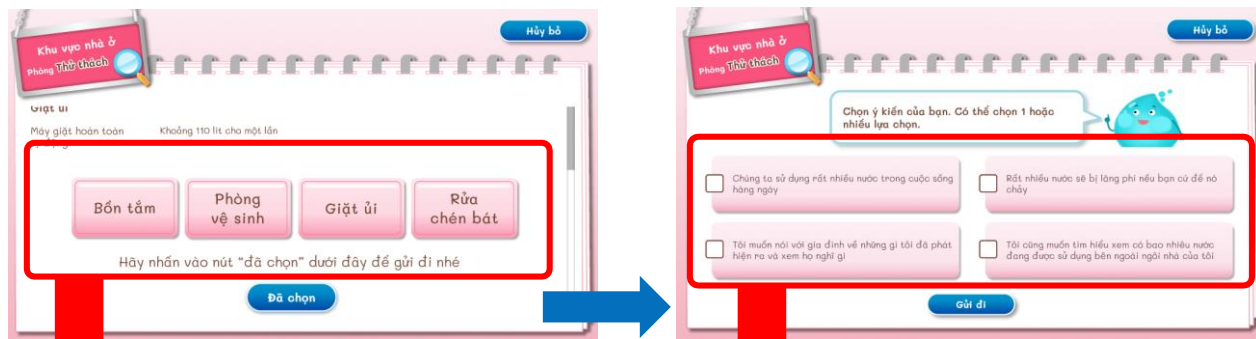 Hủy bỏ
Khu vực nhà ở
Phòng Thử thách
Giặt ủi
Máy giặt hoàn toàn
Khoảng 110 lít cho một lần
Bồn tắm
Phòng
vệ sinh
Giặt ủi
Rửa
chén bát
Hãy nhấn vào nút "đã chọn" dưới đây để gửi đi nhé
Đã chọn
Hủy bỏ
Khu vực nhà ở
Phòng Thử thách
Chọn ý kiến của bạn. Có thể chọn 1 hoặc
nhiều lựa chọn.
Chúng ta sử dụng rất nhiều nước trong cuộc sống
hàng ngày
Rất nhiều nước sẽ bị lãng phí nếu bạn cứ để nó
chảy
Tôi muốn nói với gia đình về những gì tôi đã phát
hiện ra và xem họ nghĩ gì
Tôi cũng muốn tìm hiểu xem có bao nhiêu nước
đang được sử dụng bên ngoài ngôi nhà của tôi
Gửi đi